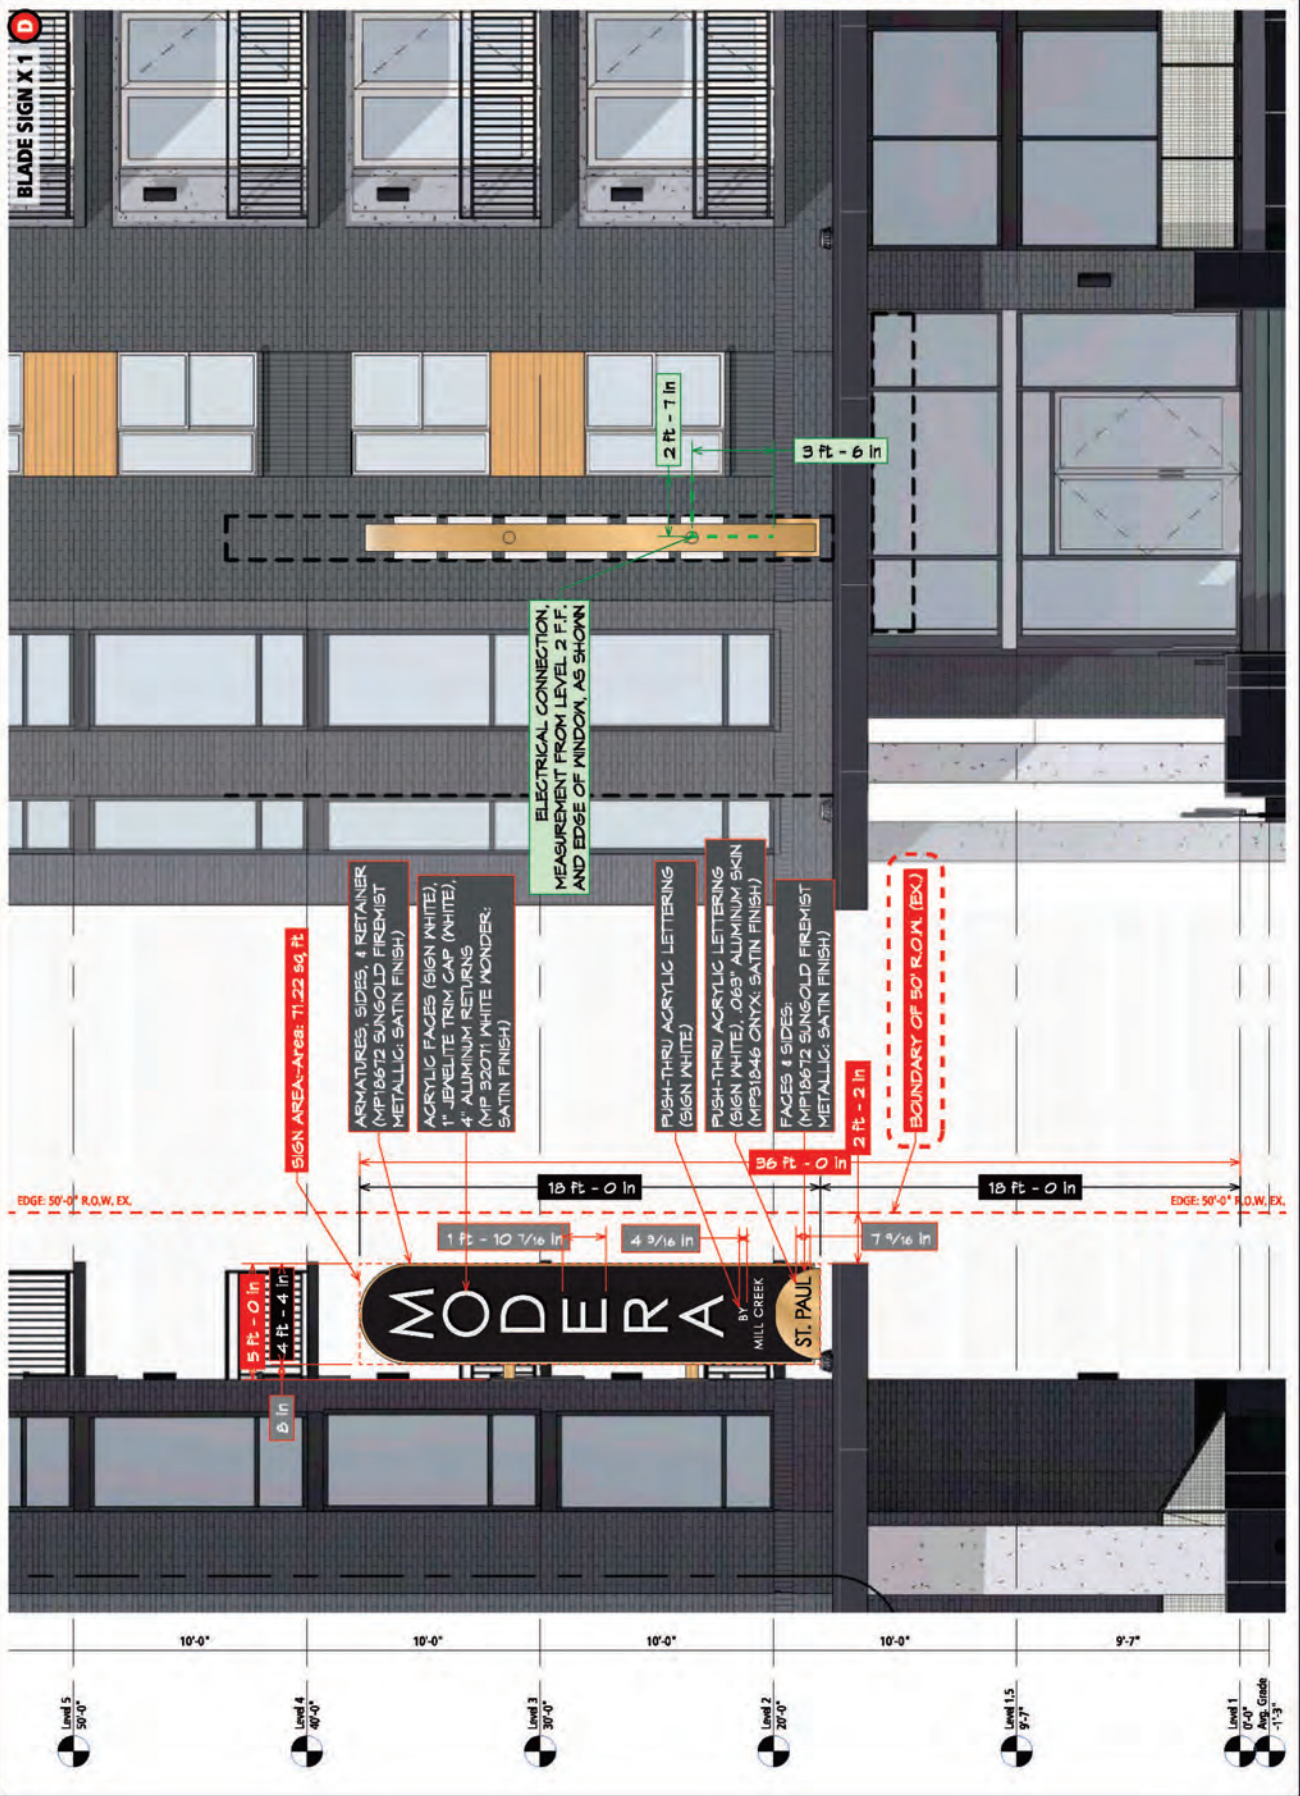 BLADE SIGN X 1 D
2 ft - 7 in
3 ft - 6 in
ELECTRICAL CONNECTION,
MEASUREMENT FROM LEVEL 2 F.F.
AND EDGE OF WINDOW, AS SHOWN
SIGN AREA:-Area: 71.22 sq ft
ARMATURES, SIDES, & RETAINER
(MP18672 SUNGOLD FIREMIST
METALLIC: SATIN FINISH)
ACRYLIC FACES (SIGN WHITE),
1" JEWELITE TRIM CAP (WHITE),
4" ALUMINUM RETURNS
(MP 32071 WHITE WONDER:
SATIN FINISH)
PUSH-THRU ACRYLIC LETTERING
(SIGN WHITE)
PUSH-THRU ACRYLIC LETTERING
(SIGN WHITE), .063" ALUMINUM SKIN
(MP31846 ONYX: SATIN FINISH)
FACES & SIDES:
(MP18672 SUNGOLD FIREMIST
METALLIC: SATIN FINISH)
BOUNDARY OF 50' R.O.W. (EX.)
2 ft - 2 in
36 ft - 0 in
18 ft - 0 in
18 ft - 0 in
EDGE: 50'-0" R.O.W. EX.
EDGE: 50'-0" R.O.W. EX.
1 ft - 10 7/16 in
4 3/16 in
7 9/16 in
5 ft - 0 in
4 ft - 4 in
8 in
MODERA
BY
MILL CREEK
ST. PAUL
10'-0"
10'-0"
10'-0"
10'-0"
9'-7"
Level 5
50'-0"
Level 4
40'-0"
Level 3
30'-0"
Level 2
20'-0"
Level 1.5
9'-7"
Level 1
0'-0"
Avg. Grade
-1'-3"